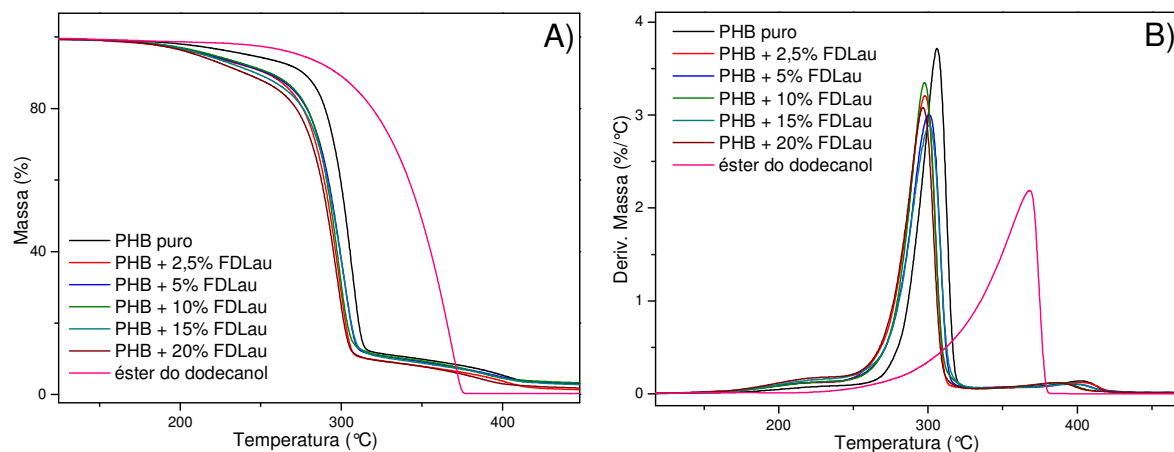 A)
Massa (%)
80
40
0
PHB puro
PHB + 2,5% FDLau
PHB + 5% FDLau
PHB + 10% FDLau
PHB + 15% FDLau
PHB + 20% FDLau
éster do dodecanol
200 300 400
Temperatura (°C)
B)
Deriv. Massa (%/°C)
4
3
2
1
0
PHB puro
PHB + 2,5% FDLau
PHB + 5% FDLau
PHB + 10% FDLau
PHB + 15% FDLau
PHB + 20% FDLau
éster do dodecanol
200 300 400
Temperatura (°C)